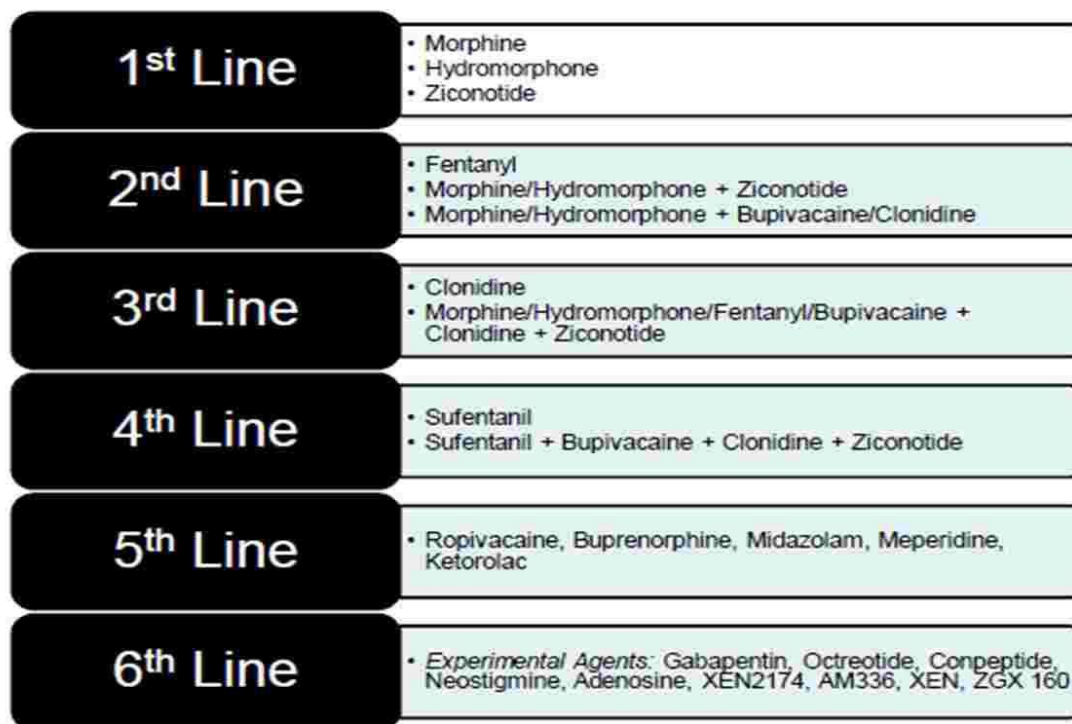 1st Line
• Morphine
• Hydromorphone
• Ziconotide
2nd Line
• Fentanyl
• Morphine/Hydromorphone + Ziconotide
• Morphine/Hydromorphone + Bupivacaine/Clonidine
3rd Line
• Clonidine
• Morphine/Hydromorphone/Fentanyl/Bupivacaine +
Clonidine + Ziconotide
4th Line
• Sufentanil
• Sufentanil + Bupivacaine + Clonidine + Ziconotide
5th Line
• Ropivacaine, Buprenorphine, Midazolam, Meperidine,
Ketorolac
6th Line
• Experimental Agents: Gabapentin, Octreotide, Conpeptide,
Neostigmine, Adenosine, XEN2174, AM336, XEN, ZGX 160